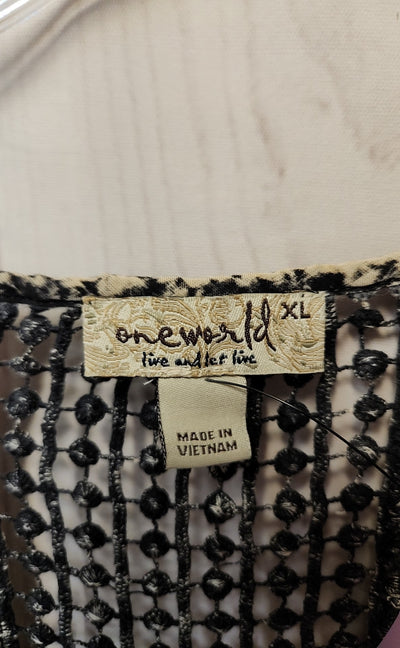 oneworld XL
live and let live
MADE IN
VIETNAM